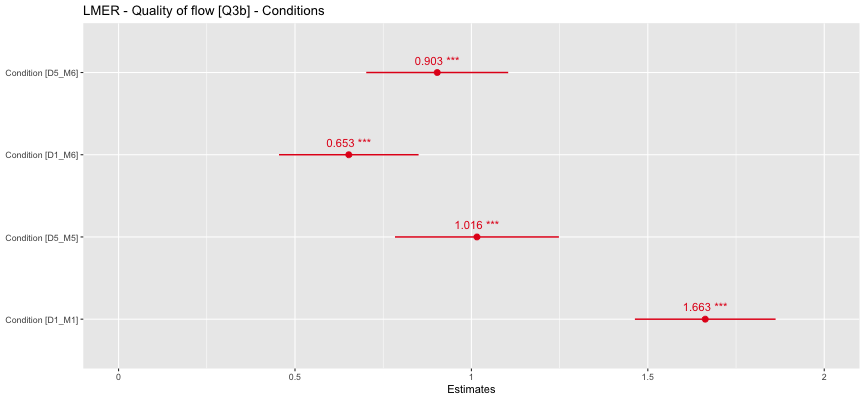 LMER - Quality of flow [Q3b] - Conditions
0.903 ***
Condition [D5_M6]
0.653 ***
Condition [D1_M6]
1.016 ***
Condition [D5_M5]
1.663 ***
Condition [D1_M1]
0 0.5 1 1.5 2
Estimates